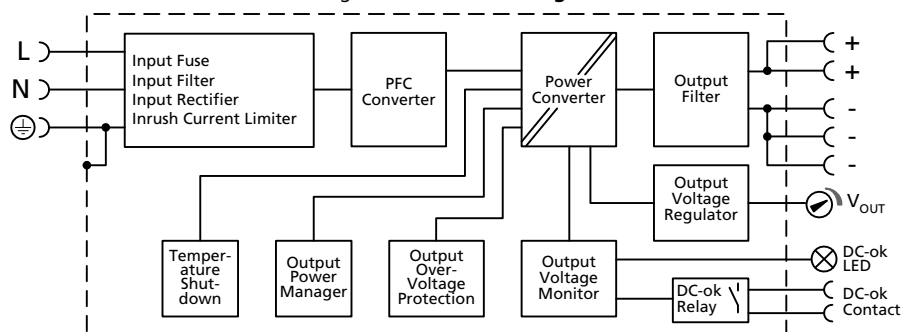 L
N
Input Fuse
Input Filter
Input Rectifier
Inrush Current Limiter
PFC
Converter
Power
Converter
Output
Filter
+
+
-
-
-
Output
Voltage
Regulator
VOUT
Temper-
ature
Shut-
down
Output
Power
Manager
Output
Over-
Voltage
Protection
Output
Voltage
Monitor
DC-ok
LED
DC-ok
Relay
DC-ok
Contact